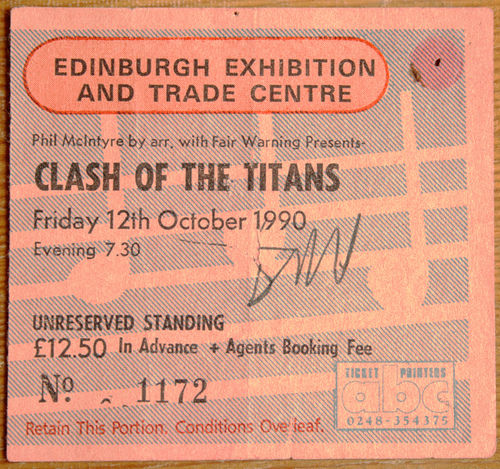 EDINBURGH EXHIBITION
AND TRADE CENTRE
Phil McIntyre by arr. with Fair Warning Presents-
CLASH OF THE TITANS
Friday 12th October 1990
Evening 7.30
UNRESERVED STANDING
£12.50 In Advance + Agents Booking Fee
Nº 1172
TICKET PRINTERS
abc
0248-354375
Retain This Portion. Conditions Overleaf.